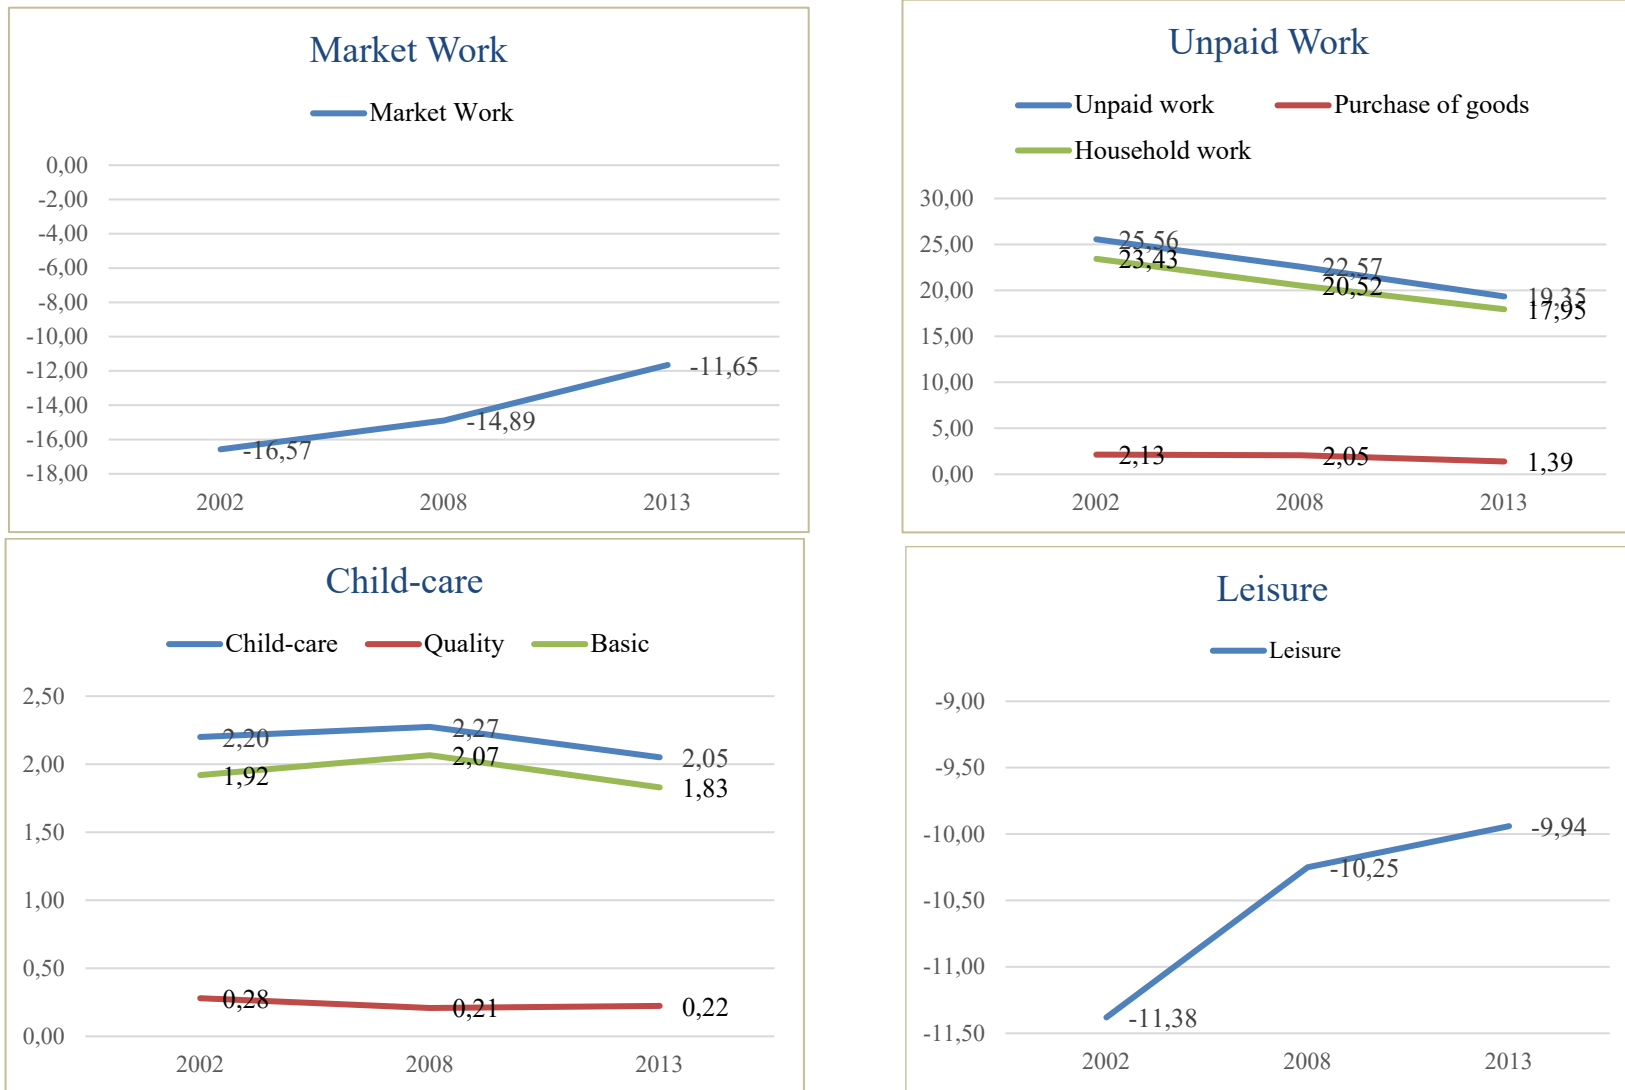 Market Work
Market Work
0,00
-2,00
-4,00
-6,00
-8,00
-10,00
-12,00
-14,00
-16,00
-18,00
-11,65
-14,89
-16,57
2002 2008 2013
Unpaid Work
Unpaid work Purchase of goods
Household work
30,00
25,00
20,00
15,00
10,00
5,00
0,00
25,56
23,43
22,57
20,52
19,35
17,95
2,13 2,05 1,39
2002 2008 2013
Child-care
Child-care Quality Basic
2,50
2,00
1,50
1,00
0,50
0,00
2,20 2,27 2,05
1,92 2,07 1,83
0,28 0,21 0,22
2002 2008 2013
Leisure
Leisure
-9,00
-9,50
-10,00
-10,50
-11,00
-11,50
-9,94
-10,25
-11,38
2002 2008 2013